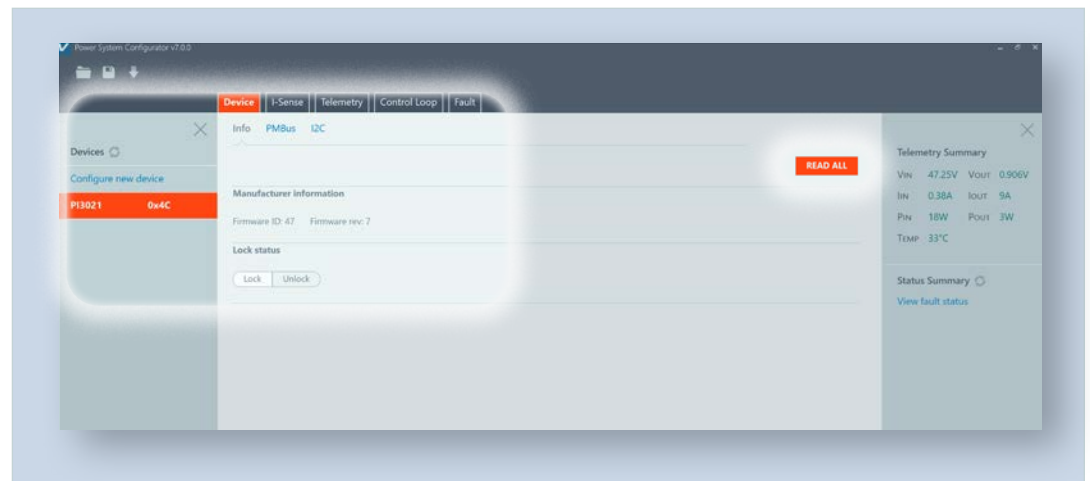 Power System Configurator v7.0.0
Device I-Sense Telemetry Control Loop Fault
Devices
Configure new device
PI3021 0x4C
Info PMBus I2C
READ ALL
Manufacturer information
Firmware ID: 47 Firmware rev: 7
Lock status
Lock Unlock
Telemetry Summary
VIN 47.25V VOUT 0.906V
IIN 0.38A IOUT 9A
PIN 18W POUT 3W
TEMP 33°C
Status Summary
View fault status